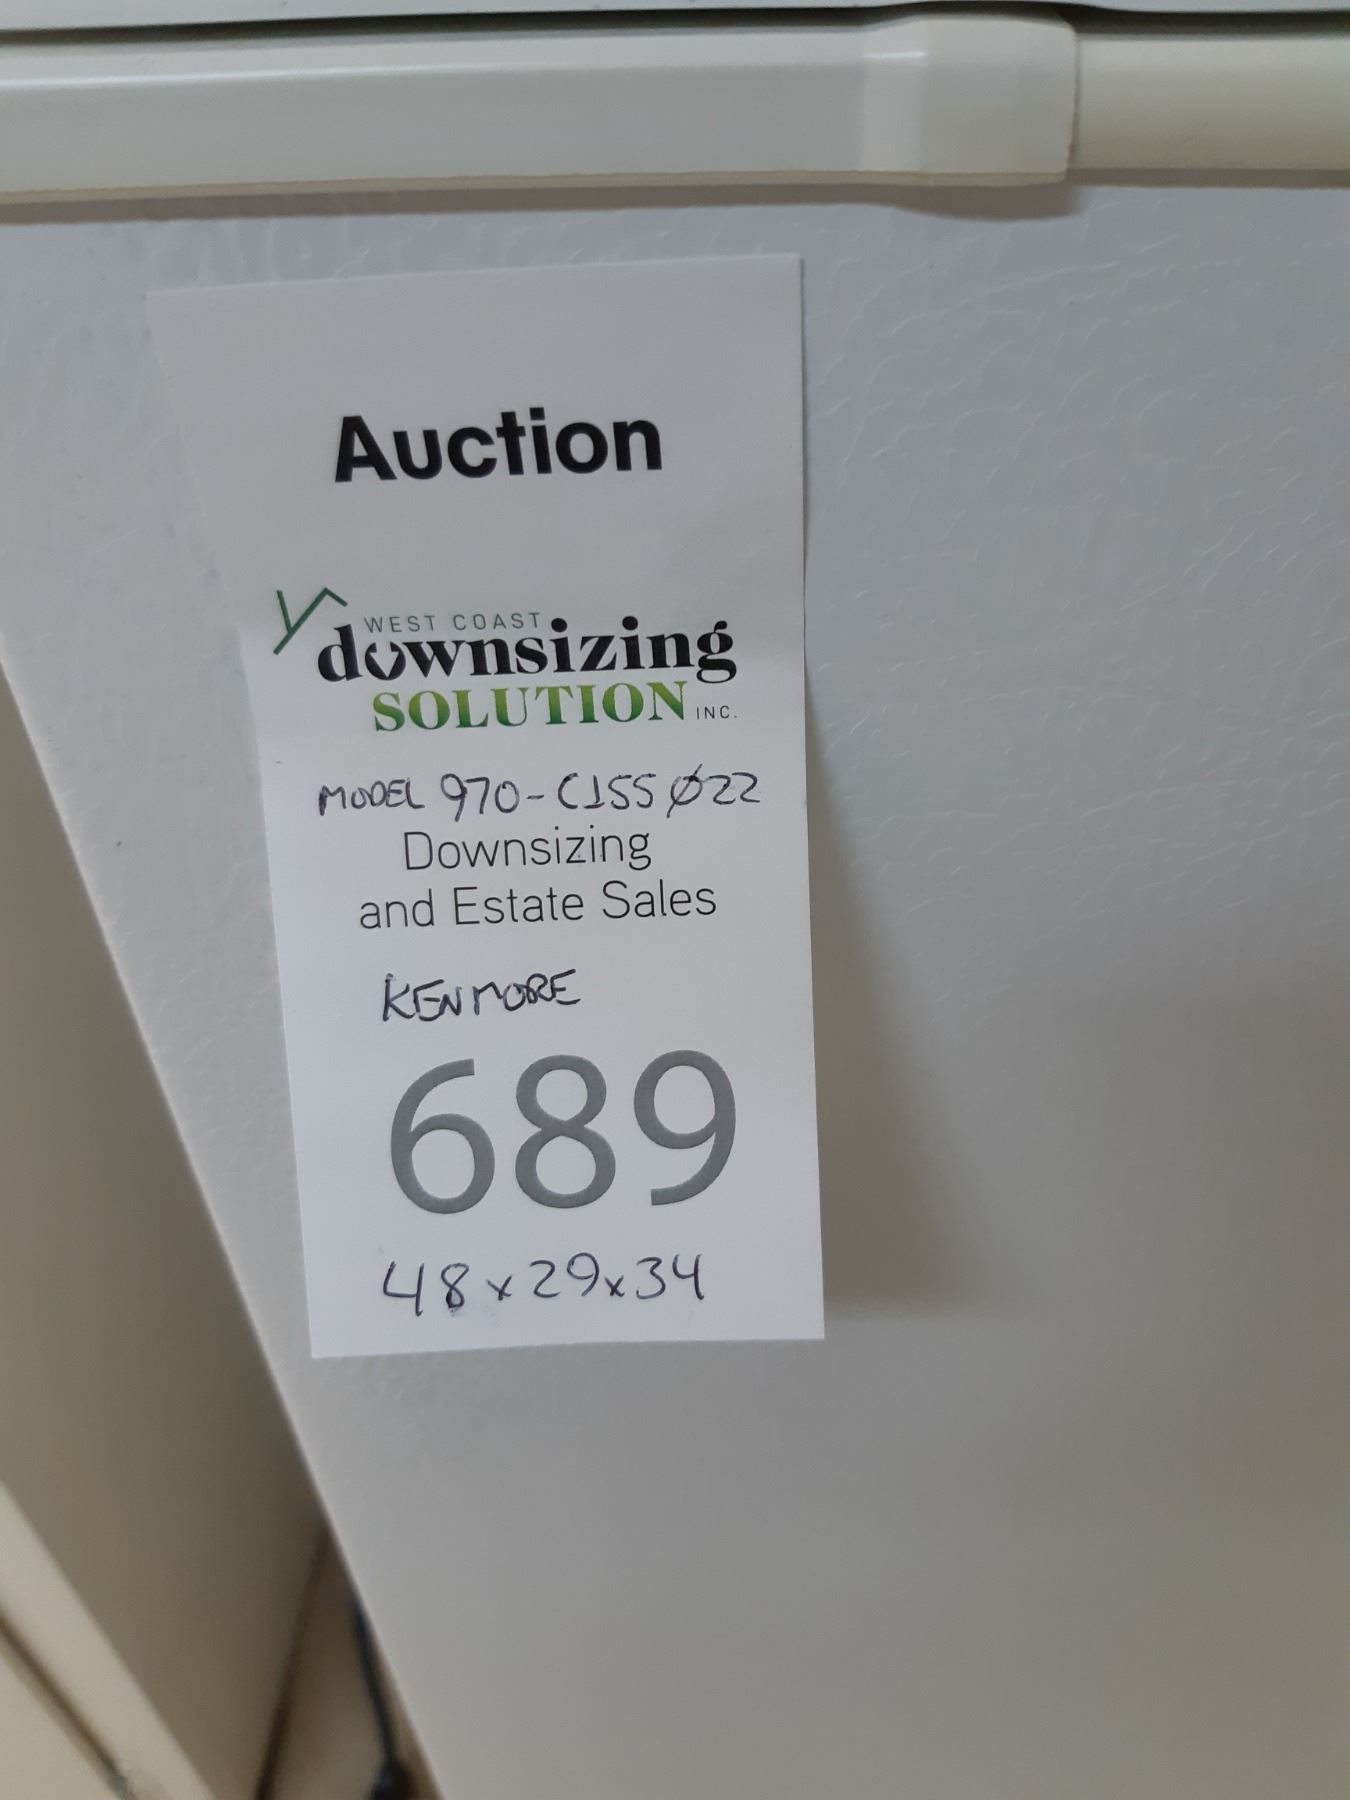 Auction
WEST COAST
downsizing
SOLUTION INC.
MODEL 970-C155Ø22
Downsizing
and Estate Sales
KENMORE
689
48x29x34